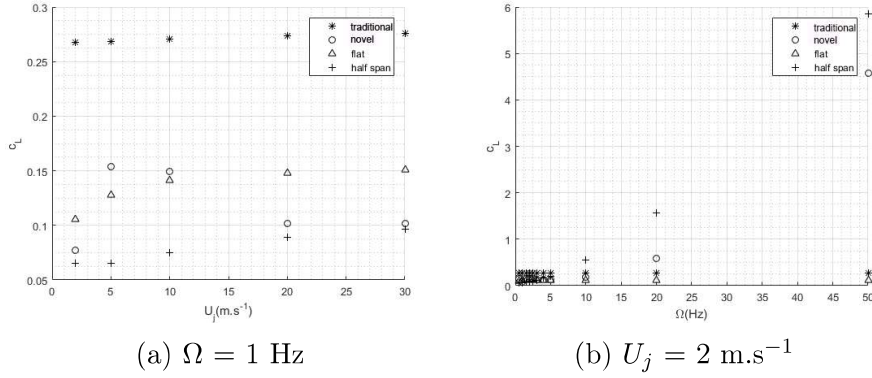 0.3
0.25
0.2
0.15
0.1
0.05
c_L
0 5 10 15 20 25 30
U_j(m.s⁻¹)
traditional
novel
flat
half span
(a) Ω = 1 Hz
6
5
4
3
2
1
0
c_L
0 5 10 15 20 25 30 35 40 45 50
Ω(Hz)
traditional
novel
flat
half span
(b) U_j = 2 m.s⁻¹